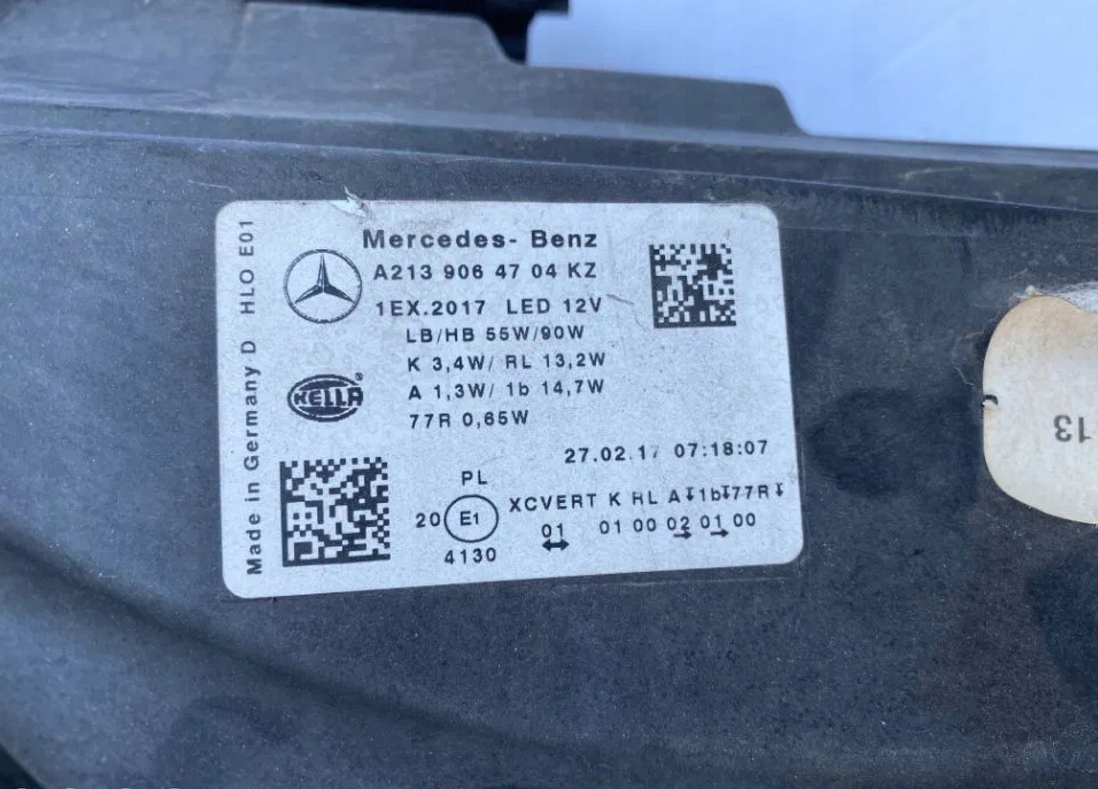 Made in Germany D HLO E01
Mercedes- Benz
A213 906 47 04 KZ
1EX.2017 LED 12V
LB/HB 55W/90W
K 3,4W/ RL 13,2W
HELLA®
A 1,3W/ 1b 14,7W
77R 0,65W
27.02.17 07:18:07
PL
XCVERT K RL A↧1b↧77R↧
20 E1
01 01 00 02 01 00
↔ → →
4130
13